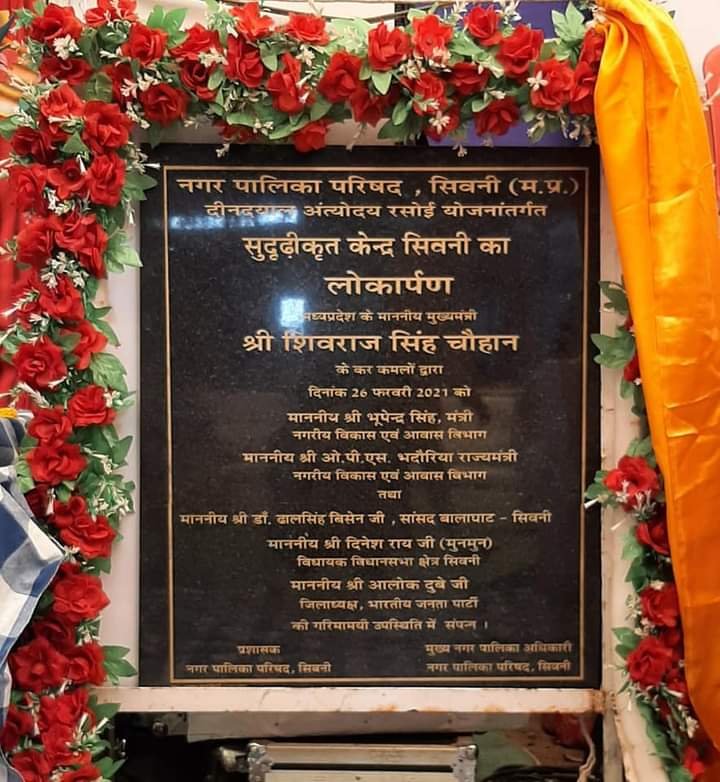 नगर पालिका परिषद , सिवनी (म.प्र.)
दीनदयाल अंत्योदय रसोई योजनांतर्गत
सुदृढ़ीकृत केन्द्र सिवनी का
लोकार्पण
मध्यप्रदेश के माननीय मुख्यमंत्री
श्री शिवराज सिंह चौहान
के कर कमलों द्वारा
दिनांक 26 फरवरी 2021 को
माननीय श्री भूपेन्द्र सिंह, मंत्री
नगरीय विकास एवं आवास विभाग
माननीय श्री ओ.पी.एस. भदौरिया राज्यमंत्री
नगरीय विकास एवं आवास विभाग
तथा
माननीय श्री डॉ. ढालसिंह बिसेन जी , सांसद बालाघाट – सिवनी
माननीय श्री दिनेश राय जी (मुनमुन)
विधायक विधानसभा क्षेत्र सिवनी
माननीय श्री आलोक दुबे जी
जिलाध्यक्ष, भारतीय जनता पार्टी
की गरिमामयी उपस्थिति में संपन्न ।
प्रशासक
नगर पालिका परिषद, सिवनी
मुख्य नगर पालिका अधिकारी
नगर पालिका परिषद, सिवनी